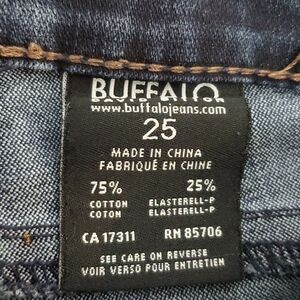 BUFFALO
www.buffalojeans.com
25
MADE IN CHINA
FABRIQUÉ EN CHINE
75% 25%
COTTON ELASTERELL-P
COTON ELASTERELL-P
CA 17311 RN 85706
SEE CARE ON REVERSE
VOIR VERSO POUR ENTRETIEN